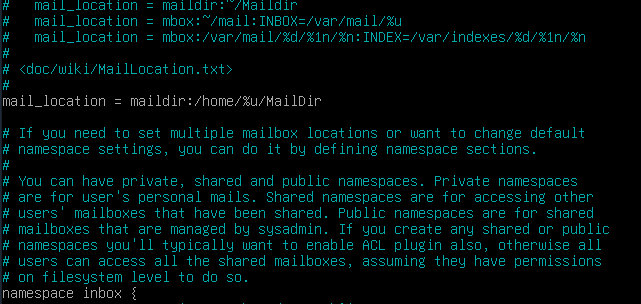 #   mail_location = maildir:~/Maildir
#   mail_location = mbox:~/mail:INBOX=/var/mail/%u
#   mail_location = mbox:/var/mail/%d/%1n/%n:INDEX=/var/indexes/%d/%1n/%n
#
# <doc/wiki/MailLocation.txt>
#
mail_location = maildir:/home/%u/MailDir
# If you need to set multiple mailbox locations or want to change default
# namespace settings, you can do it by defining namespace sections.
#
# You can have private, shared and public namespaces. Private namespaces
# are for user's personal mails. Shared namespaces are for accessing other
# users' mailboxes that have been shared. Public namespaces are for shared
# mailboxes that are managed by sysadmin. If you create any shared or public
# namespaces you'll typically want to enable ACL plugin also, otherwise all
# users can access all the shared mailboxes, assuming they have permissions
# on filesystem level to do so.
namespace inbox {